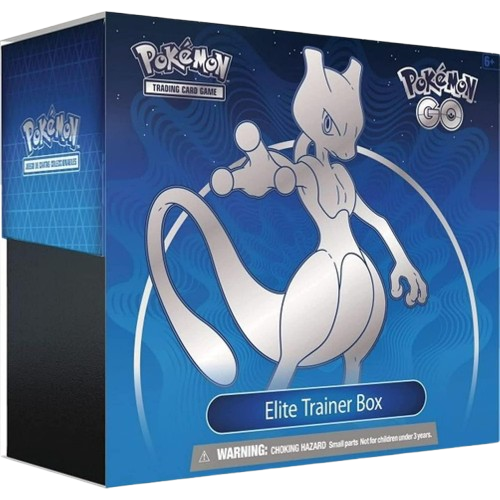 Pokémon
TRADING CARD GAME
6+
Pokémon
GO
Pokémon
Elite Trainer Box
WARNING: CHOKING HAZARD Small parts Not for children under 3 years.